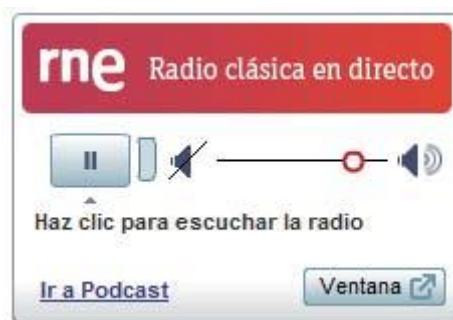 rne Radio clásica en directo
Haz clic para escuchar la radio
Ir a Podcast Ventana